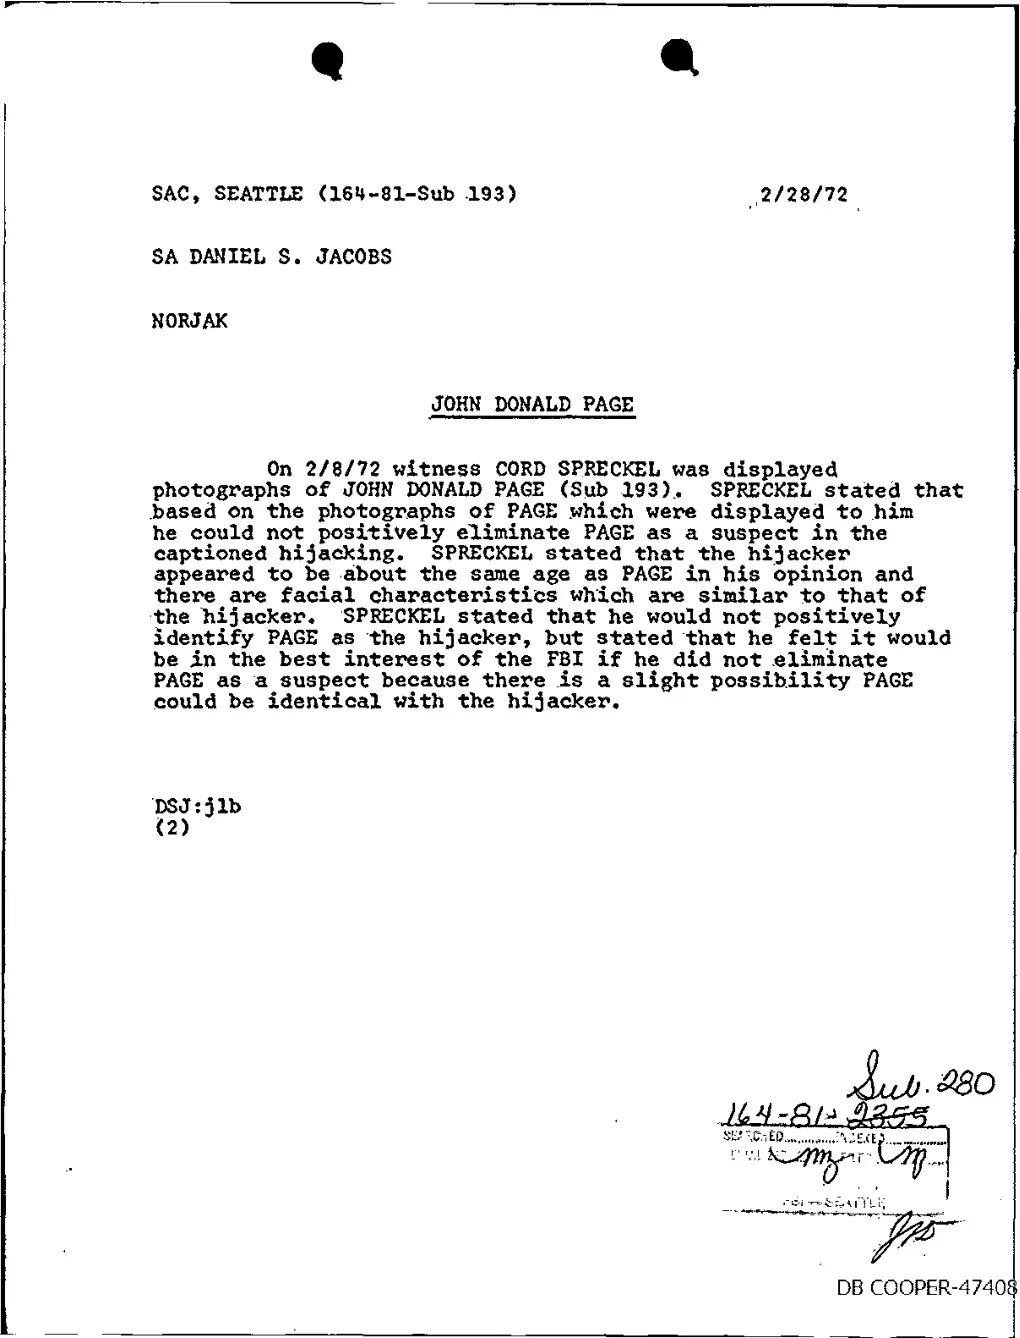 SAC, SEATTLE (164-81-Sub 193) 2/28/72
SA DANIEL S. JACOBS
NORJAK
JOHN DONALD PAGE
On 2/8/72 witness CORD SPRECKEL was displayed
photographs of JOHN DONALD PAGE (Sub 193). SPRECKEL stated that
based on the photographs of PAGE which were displayed to him
he could not positively eliminate PAGE as a suspect in the
captioned hijacking. SPRECKEL stated that the hijacker
appeared to be about the same age as PAGE in his opinion and
there are facial characteristics which are similar to that of
the hijacker. SPRECKEL stated that he would not positively
identify PAGE as the hijacker, but stated that he felt it would
be in the best interest of the FBI if he did not eliminate
PAGE as a suspect because there is a slight possibility PAGE
could be identical with the hijacker.
DSJ:jlb
(2)
Sub. 280
164-81-2355
SEARCHED INDEXED
FBI — SEATTLE
DB COOPER-47408